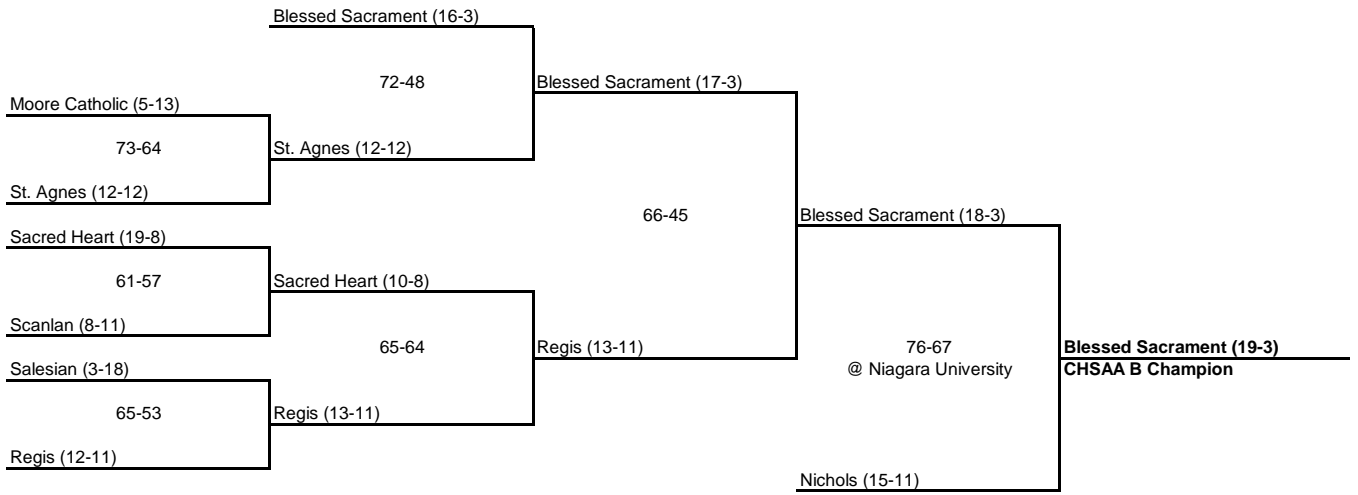 Blessed Sacrament (16-3)
72-48
Blessed Sacrament (17-3)
Moore Catholic (5-13)
73-64
St. Agnes (12-12)
St. Agnes (12-12)
66-45
Blessed Sacrament (18-3)
Sacred Heart (19-8)
61-57
Sacred Heart (10-8)
Scanlan (8-11)
65-64
Regis (13-11)
76-67
Blessed Sacrament (19-3)
Salesian (3-18)
@ Niagara University
CHSAA B Champion
65-53
Regis (13-11)
Regis (12-11)
Nichols (15-11)